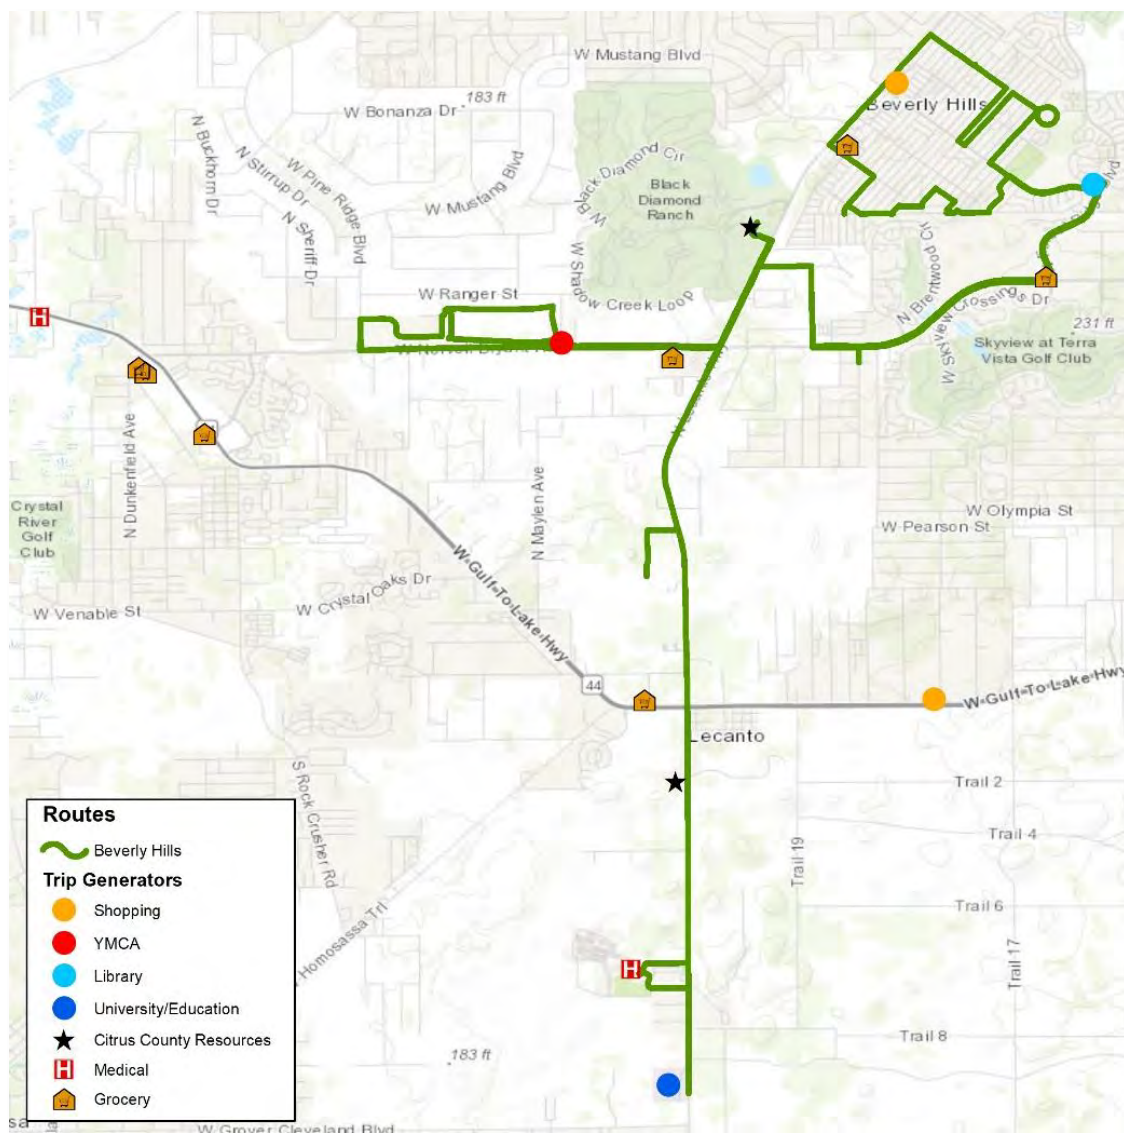 W Mustang Blvd
183 ft
W Bonanza Dr
Beverly Hills
N Buckhorn Dr
N Stirrup Dr
W Pine Ridge Blvd
W Mustang Blvd
W Black Diamond Cir
Black
Diamond
Ranch
N Sheriff Dr
W Shadow Creek Loop
N Brentwood Cir
W Ranger St
W Skyview Crossings Dr
231 ft
Skyview at Terra
Vista Golf Club
H
N Dunkenfield Ave
N Maylen Ave
Crystal
River
Golf
Club
W Olympia St
W Pearson St
W Crystal Oaks Dr
W Venable St
W Gulf To Lake Hwy
44
W Gulf To Lake Hwy
Lecanto
S Rock Crusher Rd
Trail 2
Trail 4
Trail 19
Trail 6
Trail 17
Homosassa Trl
H
Trail 8
183 ft
W Grover Cleveland Blvd
sa
Routes
Beverly Hills
Trip Generators
Shopping
YMCA
Library
University/Education
Citrus County Resources
H Medical
Grocery